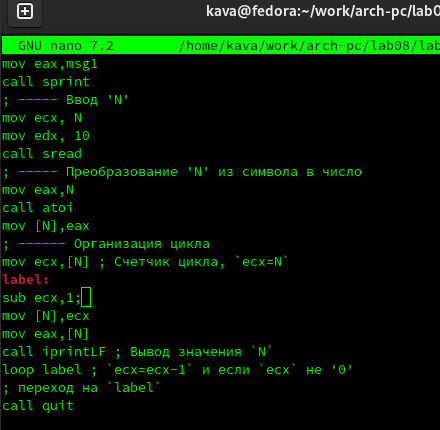 kava@fedora:~/work/arch-pc/lab0
GNU nano 7.2 /home/kava/work/arch-pc/lab08/lab
mov eax,msg1
call sprint
; ----- Ввод 'N'
mov ecx, N
mov edx, 10
call sread
; ----- Преобразование 'N' из символа в число
mov eax,N
call atoi
mov [N],eax
; ------ Организация цикла
mov ecx,[N] ; Счетчик цикла, `ecx=N`
label:
sub ecx,1;
mov [N],ecx
mov eax,[N]
call iprintLF ; Вывод значения `N`
loop label ; `ecx=ecx-1` и если `ecx` не '0'
; переход на `label`
call quit